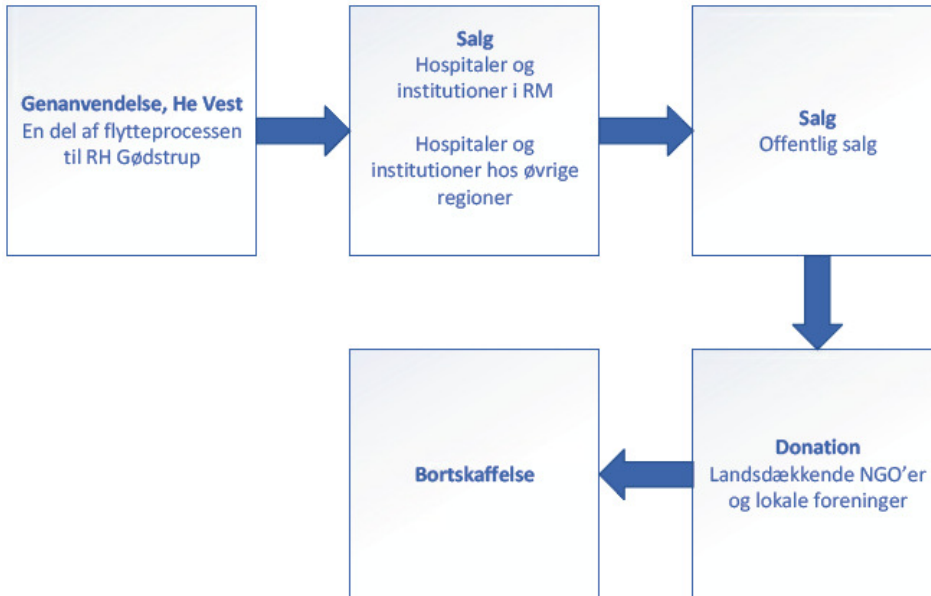 Genanvendelse, He Vest
En del af flytteprocessen
til RH Gødstrup
Salg
Hospitaler og
institutioner i RM
Hospitaler og
institutioner hos øvrige
regioner
Salg
Offentlig salg
Donation
Landsdækkende NGO'er
og lokale foreninger
Bortskaffelse